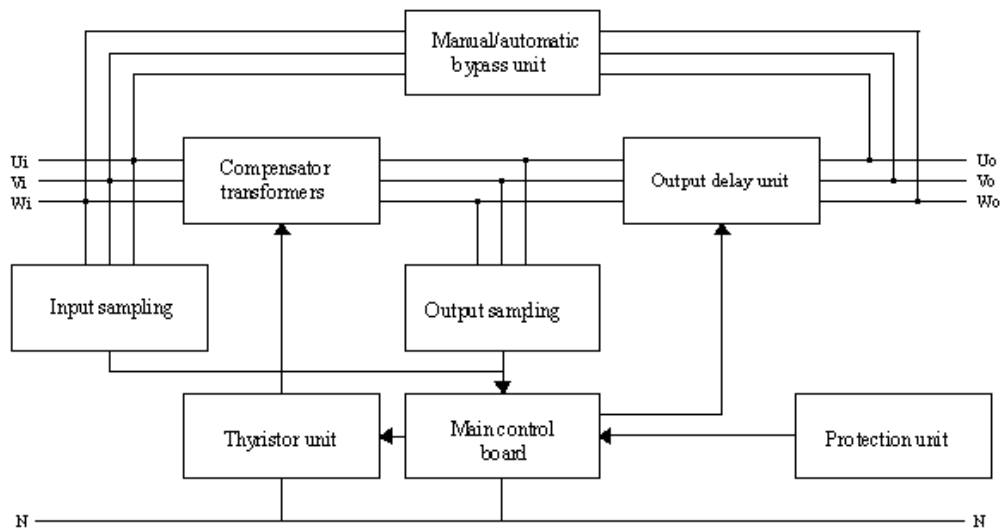 Manual/automatic
bypass unit
Ui
Vi
Wi
Compensator
transformers
Output delay unit
Uo
Vo
Wo
Input sampling
Output sampling
Thyristor unit
Main control
board
Protection unit
N
N